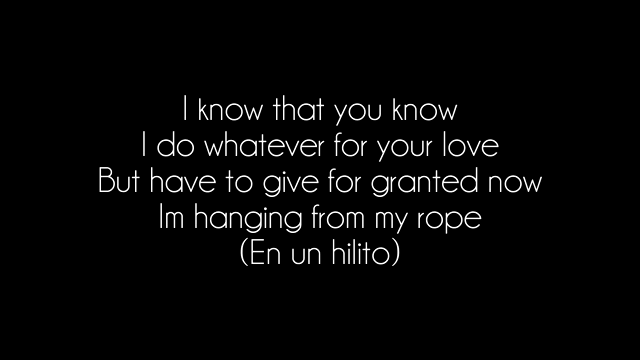 I know that you know
I do whatever for your love
But have to give for granted now
Im hanging from my rope
(En un hilito)